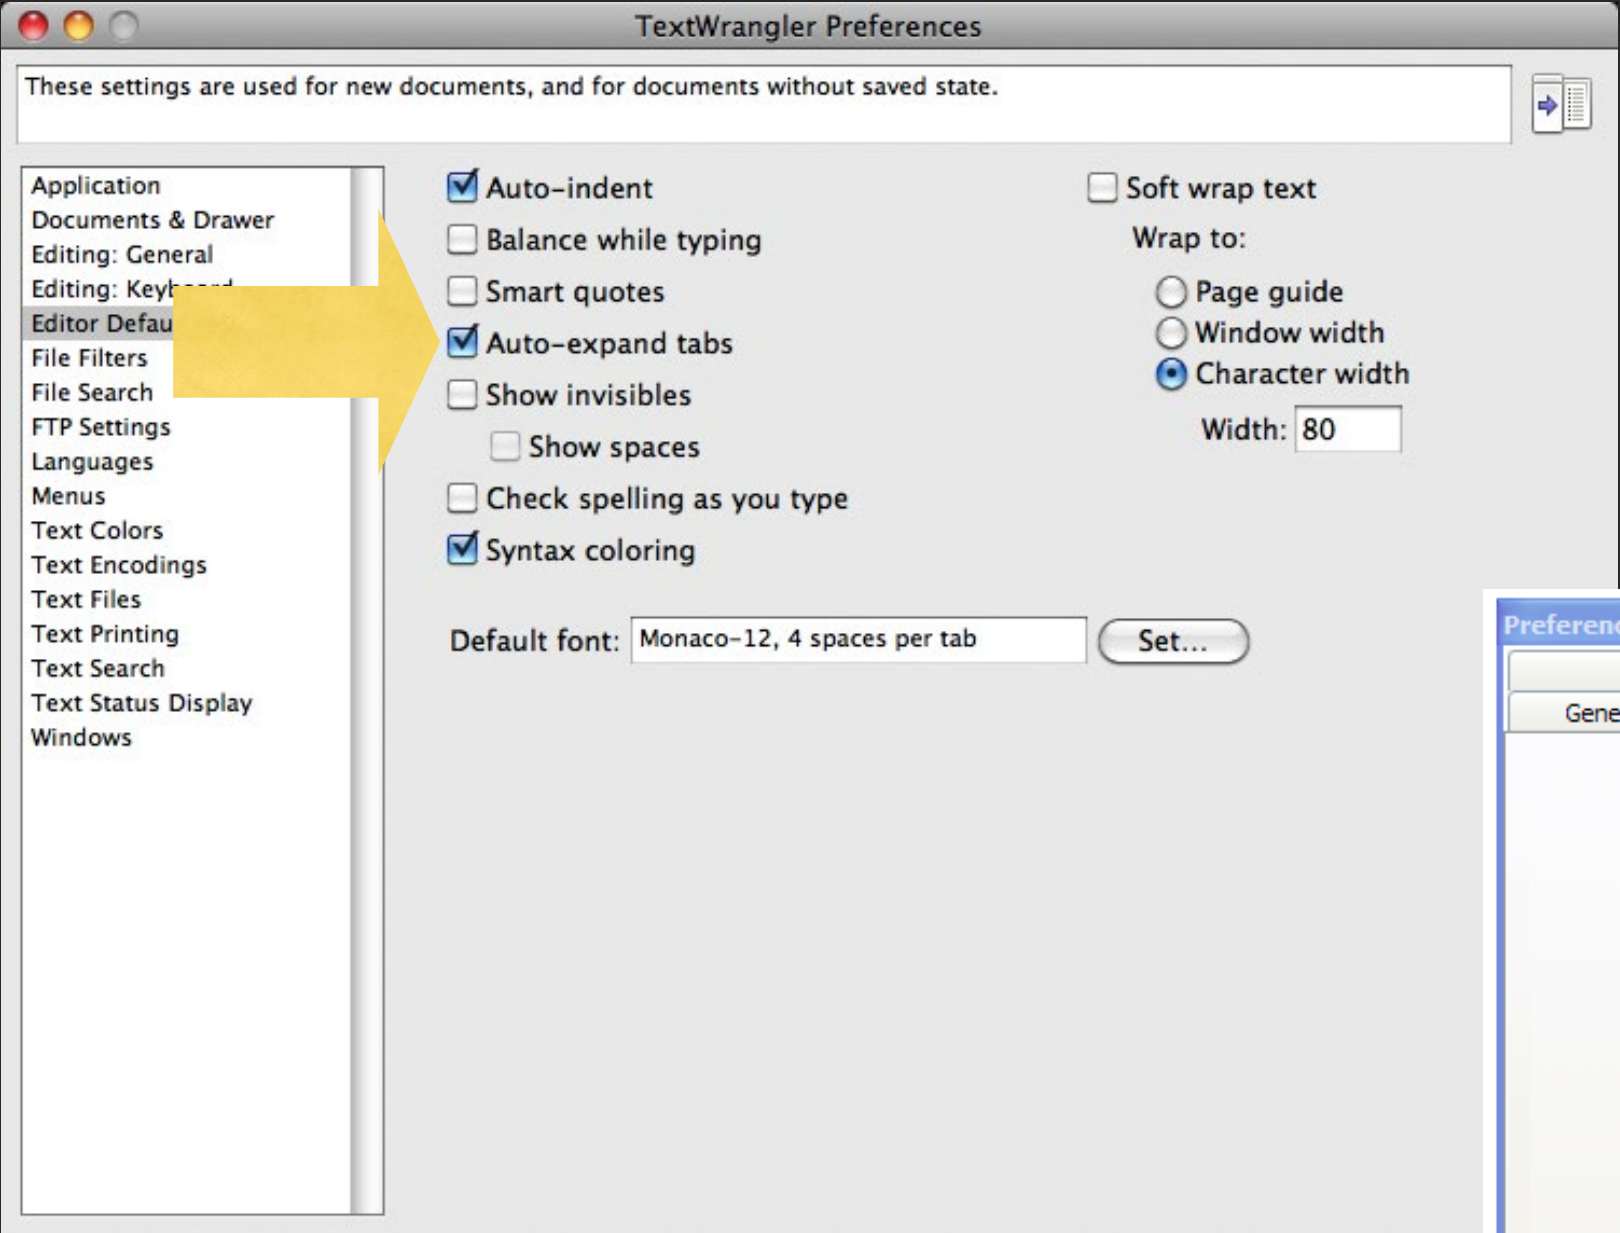 TextWrangler Preferences
These settings are used for new documents, and for documents without saved state.
Application
Documents & Drawer
Editing: General
Editing: Keyboard
Editor Defau
File Filters
File Search
FTP Settings
Languages
Menus
Text Colors
Text Encodings
Text Files
Text Printing
Text Search
Text Status Display
Windows
Auto-indent
Balance while typing
Smart quotes
Auto-expand tabs
Show invisibles
Show spaces
Check spelling as you type
Syntax coloring
Soft wrap text
Wrap to:
Page guide
Window width
Character width
Width: 80
Default font: Monaco-12, 4 spaces per tab Set...
Preferenc
Gene